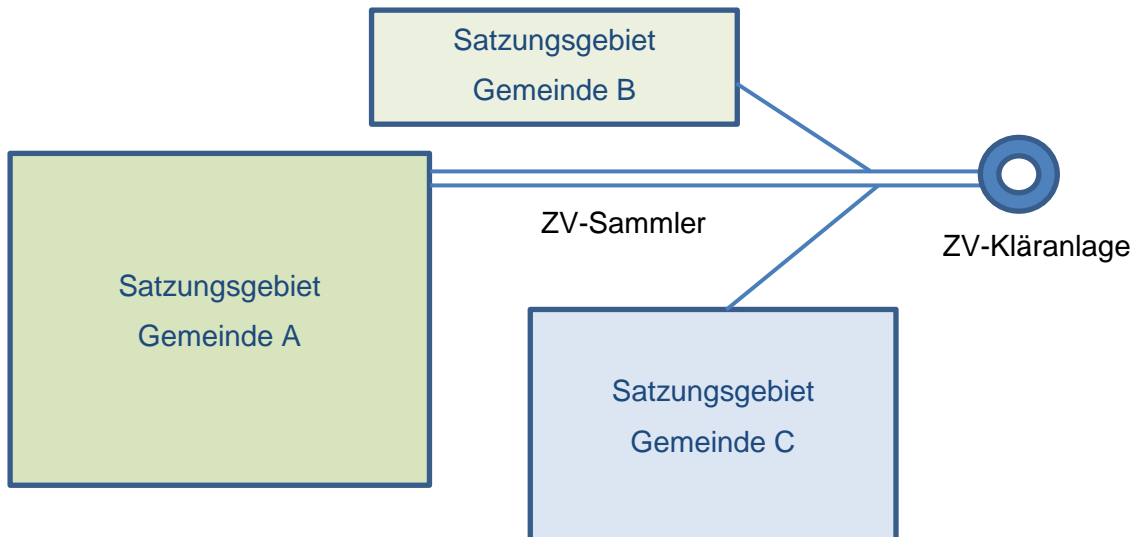 Satzungsgebiet
Gemeinde B
ZV-Sammler
ZV-Kläranlage
Satzungsgebiet
Gemeinde A
Satzungsgebiet
Gemeinde C